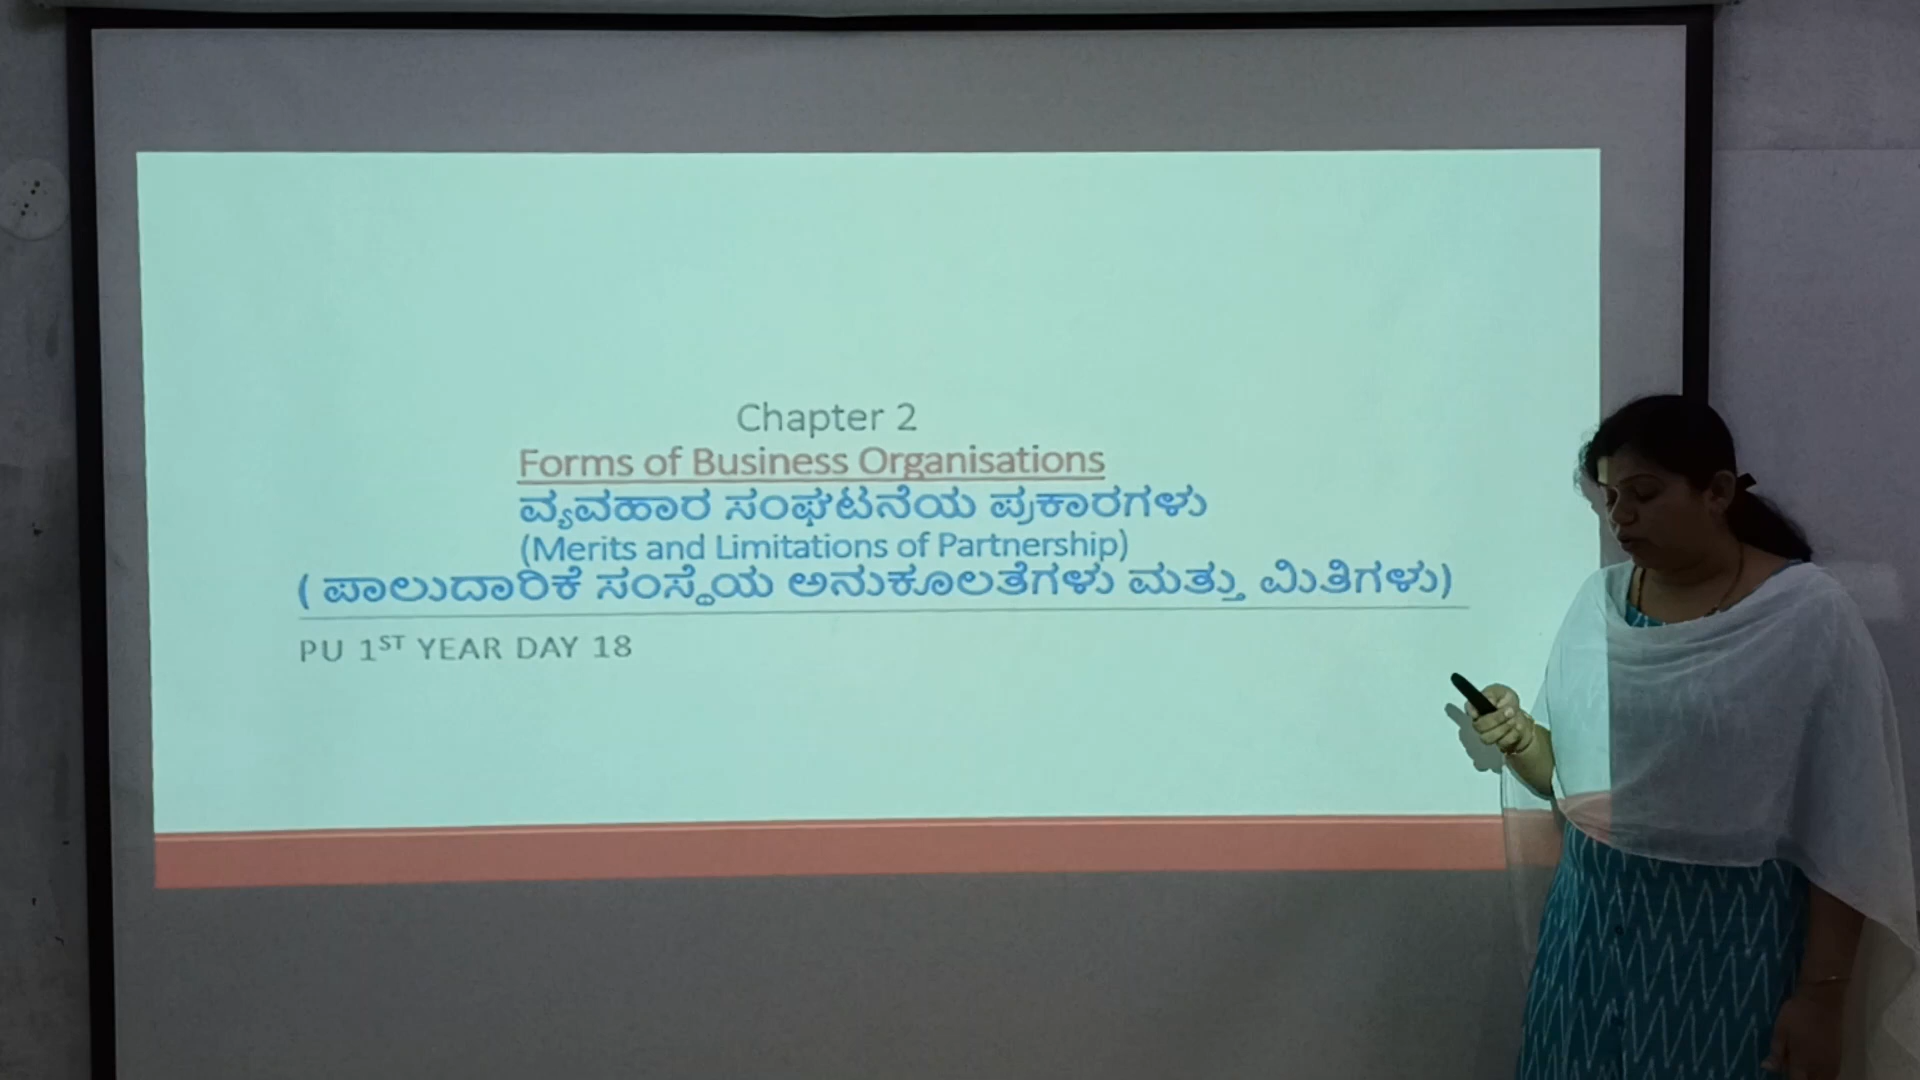 Chapter 2
Forms of Business Organisations
ವ್ಯವಹಾರ ಸಂಘಟನೆಯ ಪ್ರಕಾರಗಳು
(Merits and Limitations of Partnership)
( ಪಾಲುದಾರಿಕೆ ಸಂಸ್ಥೆಯ ಅನುಕೂಲತೆಗಳು ಮತ್ತು ಮಿತಿಗಳು)
PU 1ST YEAR DAY 18